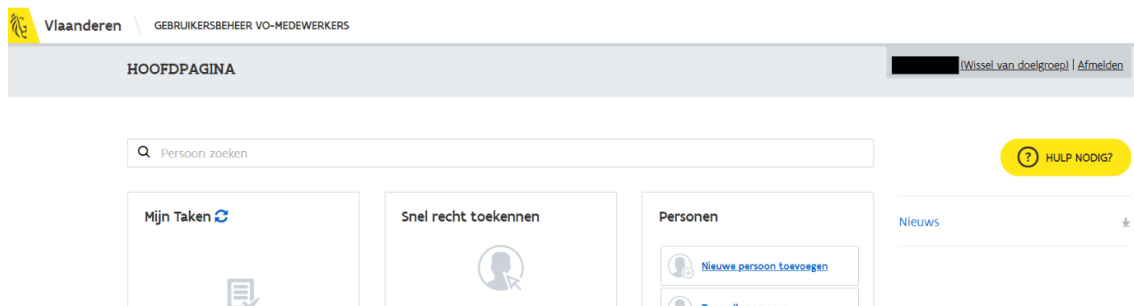 Vlaanderen GEBRUIKERSBEHEER VO-MEDEWERKERS
HOOFDPAGINA
(Wissel van doelgroep) | Afmelden
Persoon zoeken
HULP NODIG?
Mijn Taken
Snel recht toekennen
Personen
Nieuws
Nieuwe persoon toevoegen